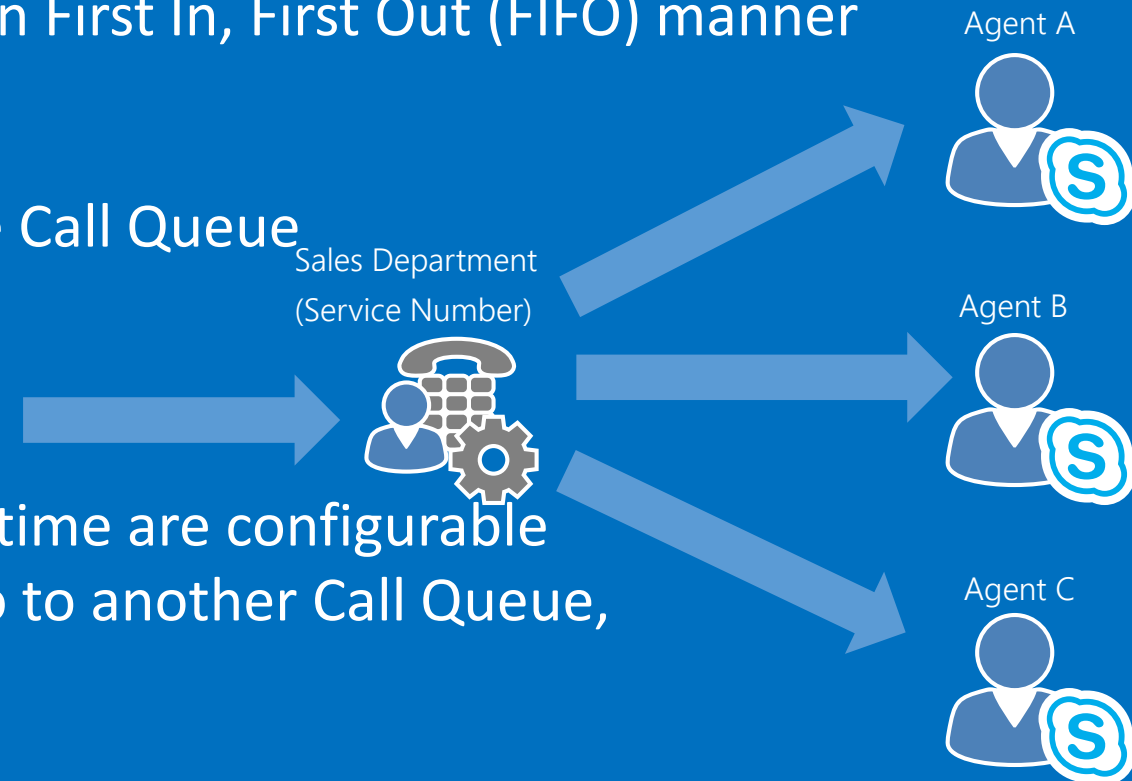 n First In, First Out (FIFO) manner
Agent A
Call Queue
Sales Department
(Service Number)
Agent B
time are configurable
to another Call Queue,
Agent C
S
S
S